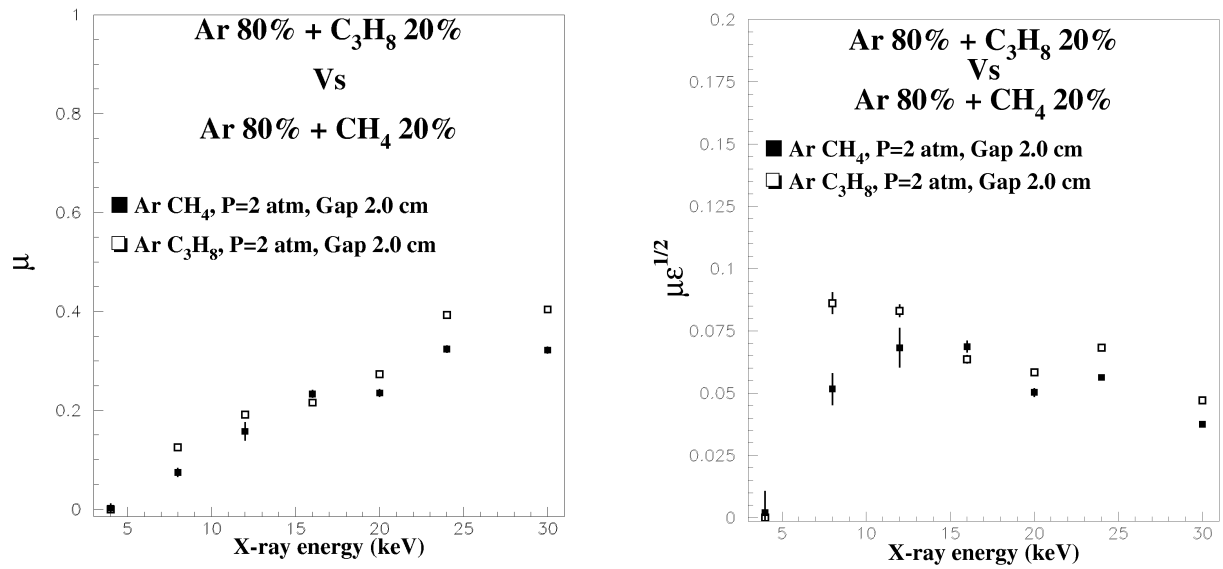 Ar 80% + C3H8 20%
Vs
Ar 80% + CH4 20%
Ar CH4, P=2 atm, Gap 2.0 cm
Ar C3H8, P=2 atm, Gap 2.0 cm
μ
1
0.8
0.6
0.4
0.2
0
5 10 15 20 25 30
X-ray energy (keV)
Ar 80% + C3H8 20%
Vs
Ar 80% + CH4 20%
Ar CH4, P=2 atm, Gap 2.0 cm
Ar C3H8, P=2 atm, Gap 2.0 cm
με1/2
0.2
0.175
0.15
0.125
0.1
0.075
0.05
0.025
0
5 10 15 20 25 30
X-ray energy (keV)